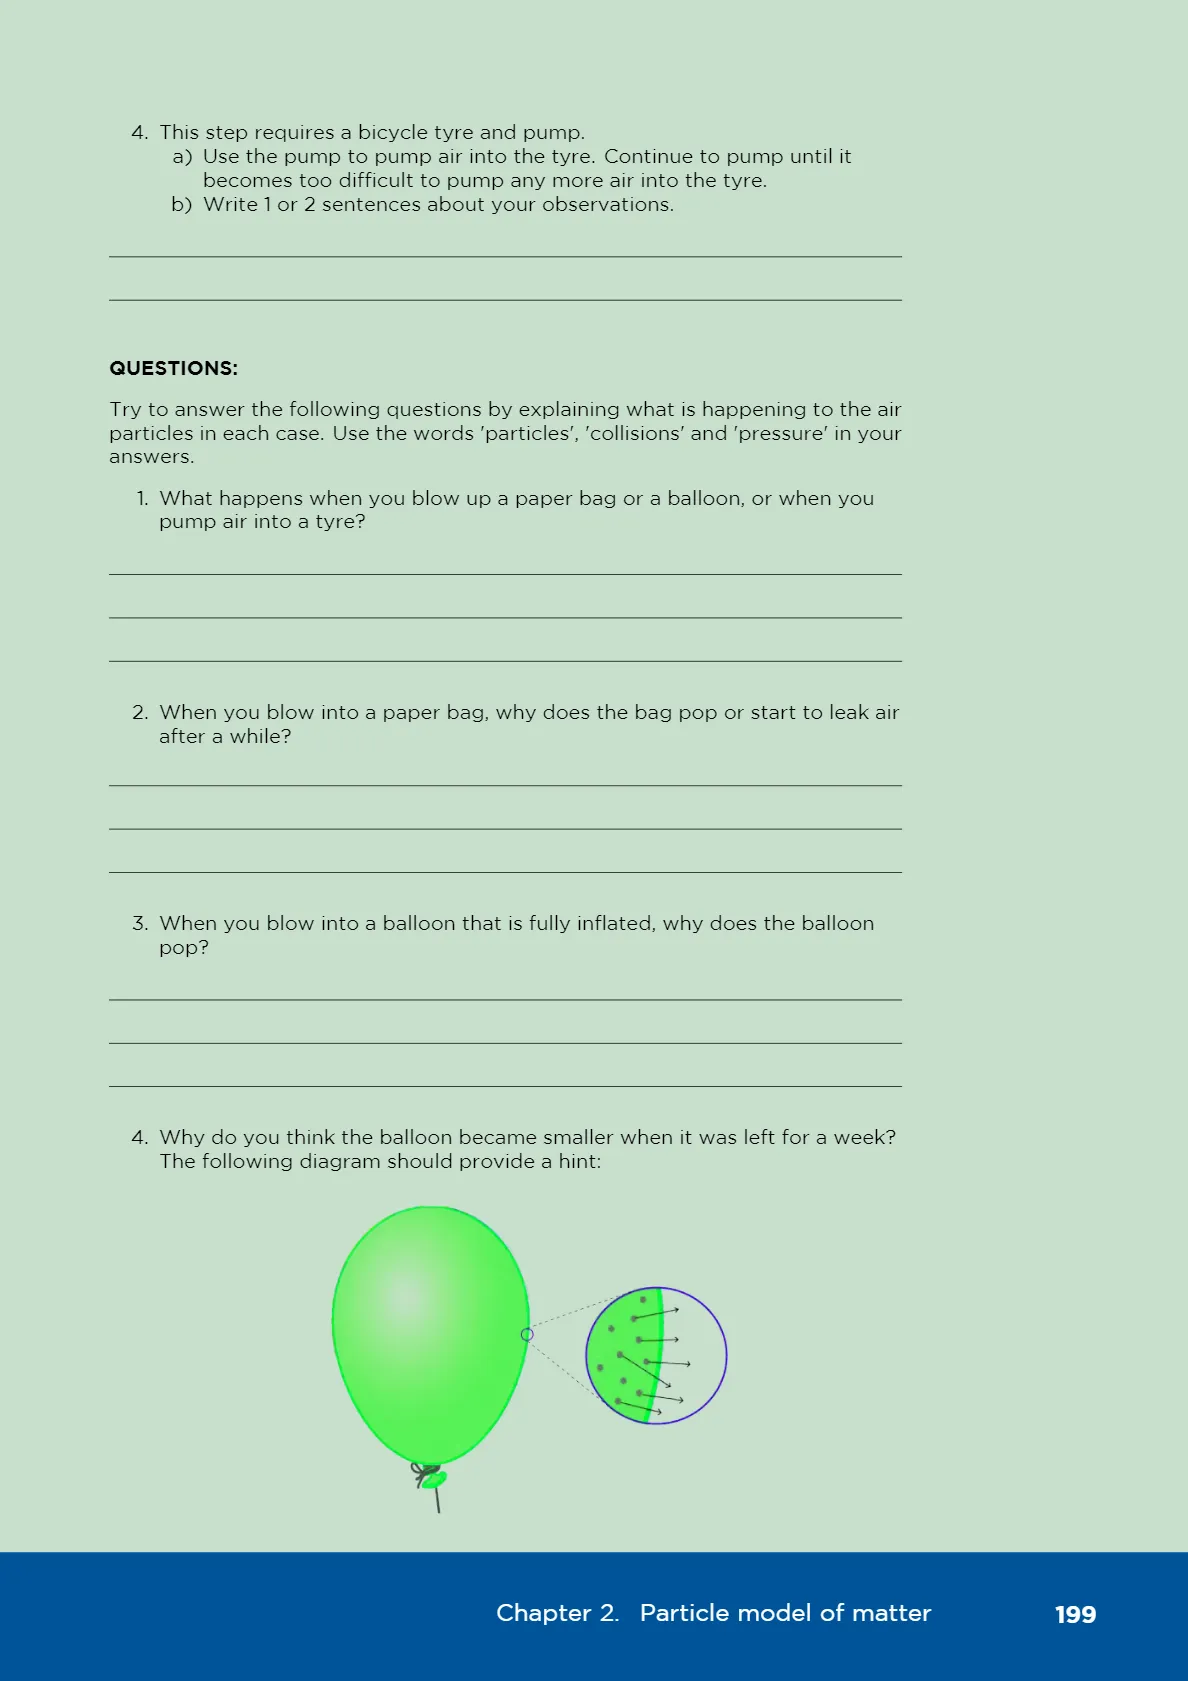 4. This step requires a bicycle tyre and pump.
a) Use the pump to pump air into the tyre. Continue to pump until it
becomes too difficult to pump any more air into the tyre.
b) Write 1 or 2 sentences about your observations.
QUESTIONS:
Try to answer the following questions by explaining what is happening to the air
particles in each case. Use the words 'particles', 'collisions' and 'pressure' in your
answers.
1. What happens when you blow up a paper bag or a balloon, or when you
pump air into a tyre?
2. When you blow into a paper bag, why does the bag pop or start to leak air
after a while?
3. When you blow into a balloon that is fully inflated, why does the balloon
pop?
4. Why do you think the balloon became smaller when it was left for a week?
The following diagram should provide a hint:
Chapter 2. Particle model of matter 199